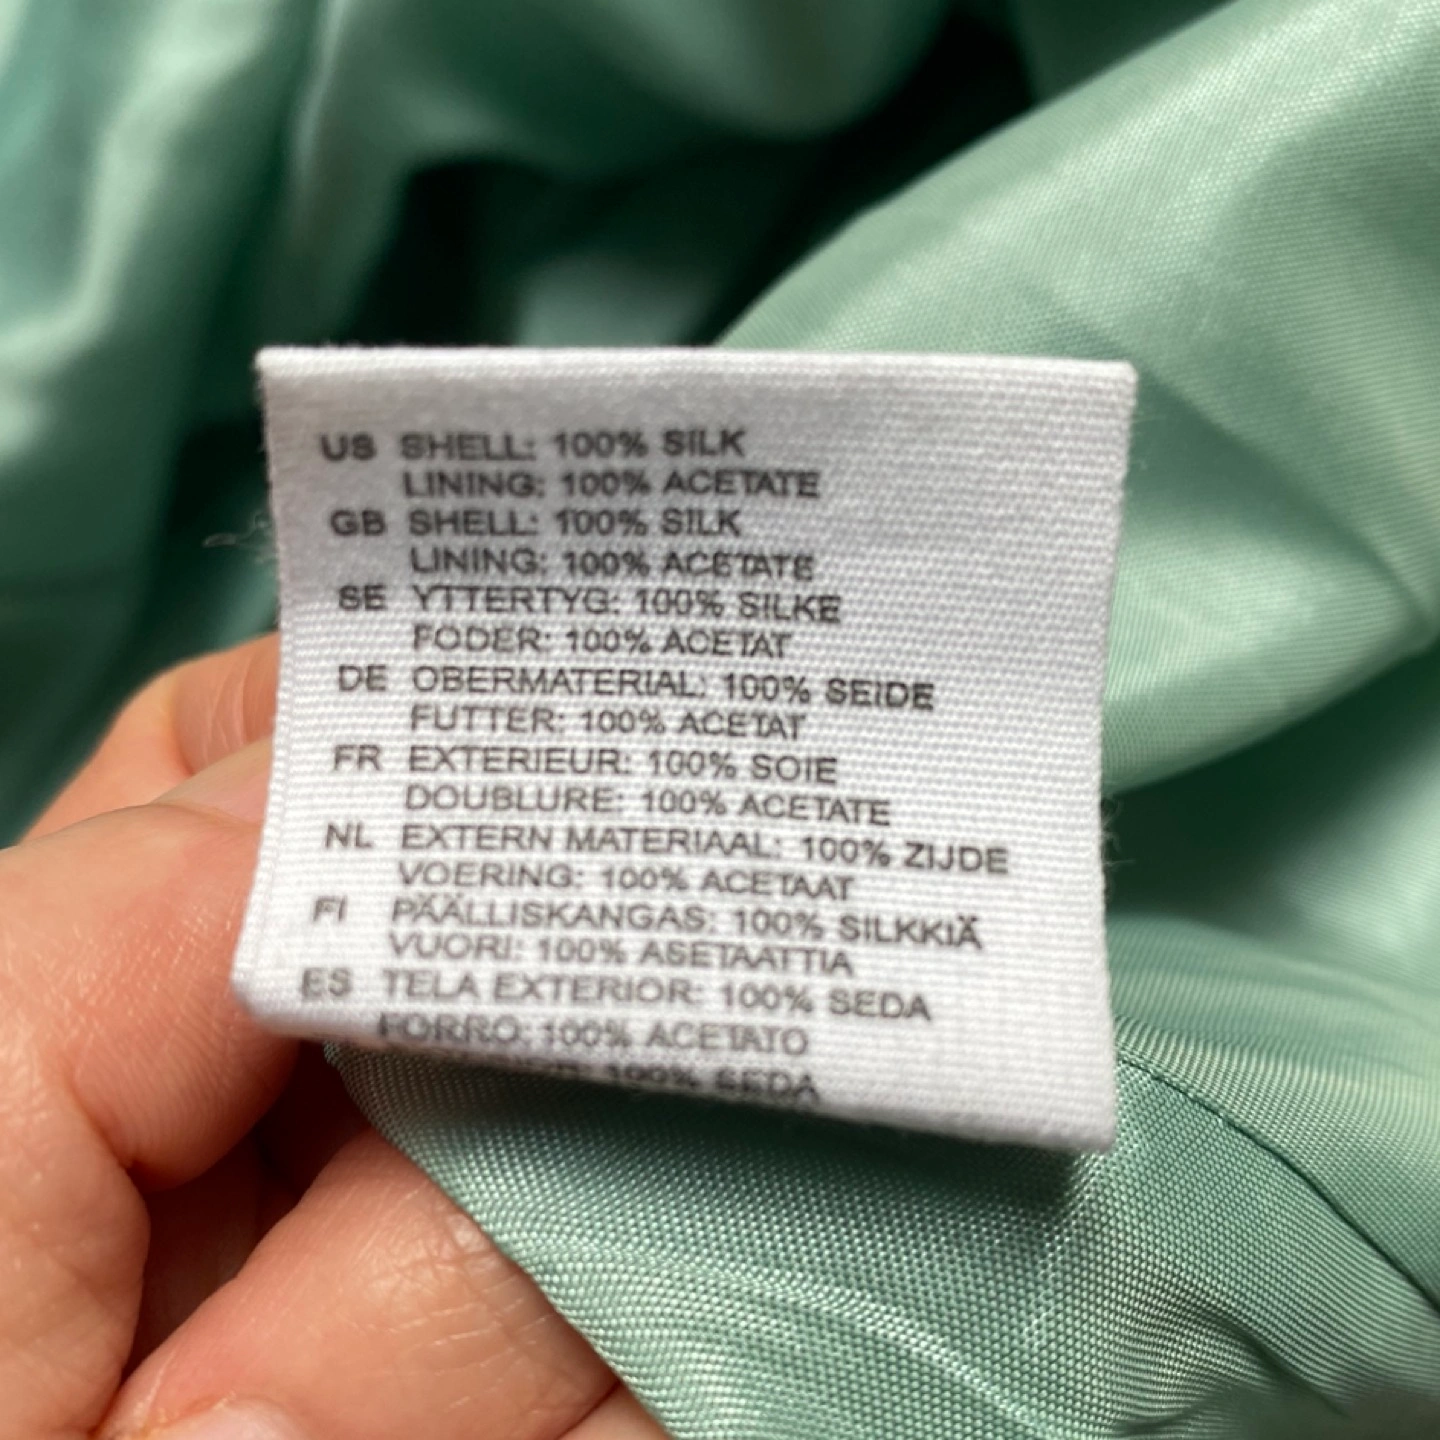 US SHELL: 100% SILK
LINING: 100% ACETATE
GB SHELL: 100% SILK
LINING: 100% ACETATE
SE YTTERTYG: 100% SILKE
FODER: 100% ACETAT
DE OBERMATERIAL: 100% SEIDE
FUTTER: 100% ACETAT
FR EXTERIEUR: 100% SOIE
DOUBLURE: 100% ACETATE
NL EXTERN MATERIAAL: 100% ZIJDE
VOERING: 100% ACETAAT
FI PÄÄLLISKANGAS: 100% SILKKIÄ
VUORI: 100% ASETAATTIA
ES TELA EXTERIOR: 100% SEDA
FORRO: 100% ACETATO
100% SEDA